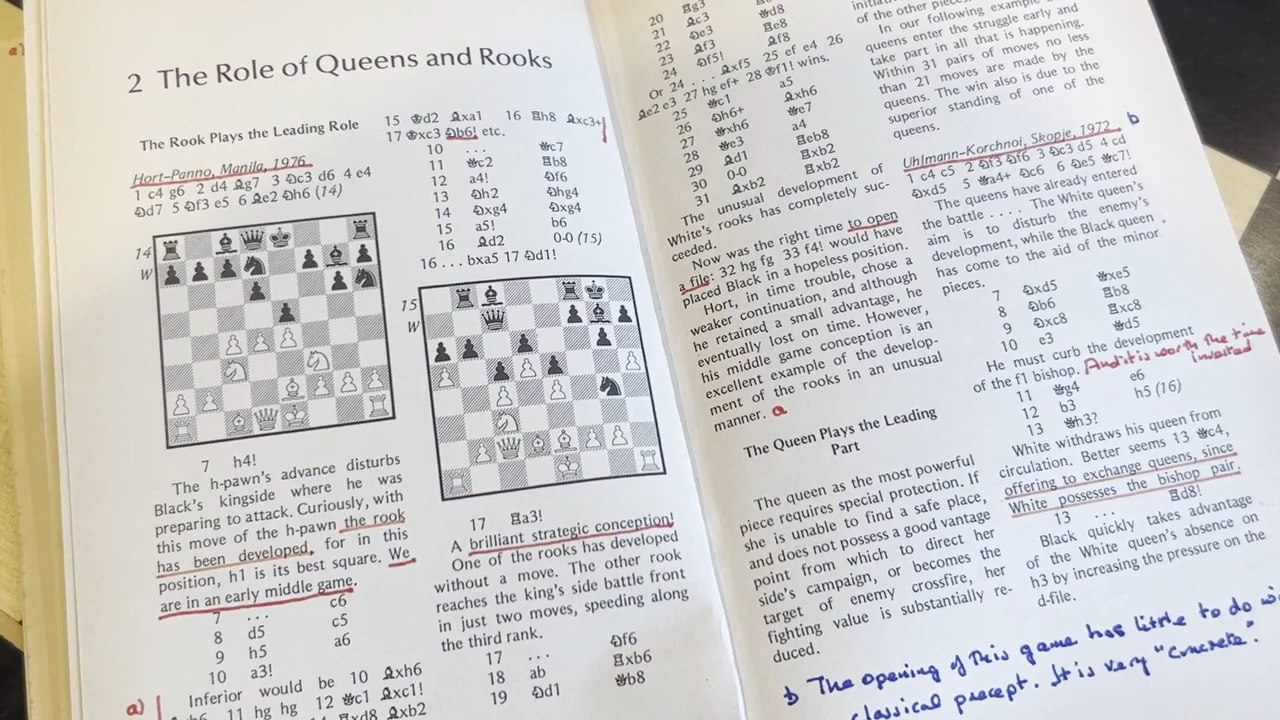 a)
2 The Role of Queens and Rooks
The Rook Plays the Leading Role
Hort–Panno, Manila, 1976
1 c4 g6 2 d4 ♗g7 3 ♘c3 d6 4 e4
♘d7 5 ♘f3 e5 6 ♗e2 ♘h6 (14)
14
W
7 h4!
The h-pawn's advance disturbs
Black's kingside where he was
preparing to attack. Curiously, with
this move of the h-pawn the rook
has been developed, for in this
position, h1 is its best square. We
are in an early middle game.
7 ... c6
8 d5 c5
9 h5 a6
10 a3!
a)
Inferior would be 10 ♗xh6
11 hg hg 12 ♕c1 ♗xc1!
♖xd8 ♗xb2
15 ♔d2 ♗xa1 16 ♖h8 ♗xc3+
17 ♔xc3 ♘b6! etc.
10 ... ♕c7
11 ♕c2 ♖b8
12 a4! ♘f6
13 ♘h2 ♘hg4
14 ♘xg4 ♘xg4
15 a5! b6
16 ♗d2 0-0 (15)
16 ... bxa5 17 ♘d1!
15
W
17 ♖a3!
A brilliant strategic conception!
One of the rooks has developed
without a move. The other rook
reaches the king's side battle front
in just two moves, speeding along
the third rank.
17 ... ♘f6
18 ab ♖xb6
19 ♘d1 ♕b8
20 ♖g3
21 ♗c3 ♕d8
22 ♘e3 ♖e8
23 ♗f3 ♗f8
24 ♘f5!
Or 24 .... ♗xf5 25 ef e4 26
♗e2 e3 27 hg ef+ 28 ♔f1! wins.
25 ♕c1 a5
26 ♘h6+ ♗xh6
27 ♕xh6 ♕e7
28 ♕e3 a4
29 ♗d1 ♖eb8
30 0-0 ♖xb2
31 ♗xb2 ♖xb2
The unusual development of
White's rooks has completely suc-
ceeded.
Now was the right time to open
a file: 32 hg fg 33 f4! would have
placed Black in a hopeless position.
Hort, in time trouble, chose a
weaker continuation, and although
he retained a small advantage, he
eventually lost on time. However,
his middle game conception is an
excellent example of the develop-
ment of the rooks in an unusual
manner. a
The Queen Plays the Leading
Part
The queen as the most powerful
piece requires special protection. If
she is unable to find a safe place,
and does not possess a good vantage
point from which to direct her
side's campaign, or becomes the
target of enemy crossfire, her
fighting value is substantially re-
duced.
of the other pieces
In our following example
queens enter the struggle early and
take part in all that is happening.
Within 31 pairs of moves no less
than 21 moves are made by the
queens. The win also is due to the
superior standing of one of the
queens.
Uhlmann–Korchnoi, Skopje, 1972 b
1 c4 c5 2 ♘f3 ♘f6 3 ♘c3 d5 4 cd
♘xd5 5 ♕a4+ ♘c6 6 ♘e5 ♕c7!
The queens have already entered
the battle .... The White queen's
aim is to disturb the enemy's
development, while the Black queen
has come to the aid of the minor
pieces.
7 ♘xd5 ♕xe5
8 ♘b6 ♖b8
9 ♘xc8 ♖xc8
10 e3 ♕d5
He must curb the development
of the f1 bishop. And it is worth the time
invested
11 ♕g4 e6
12 b3 h5 (16)
13 ♕h3?
White withdraws his queen from
circulation. Better seems 13 ♕c4,
offering to exchange queens, since
White possesses the bishop pair.
13 ... ♖d8!
Black quickly takes advantage
of the White queen's absence on
h3 by increasing the pressure on the
d-file.
b The opening of this game has little to do
classical precept. It is very "concrete".